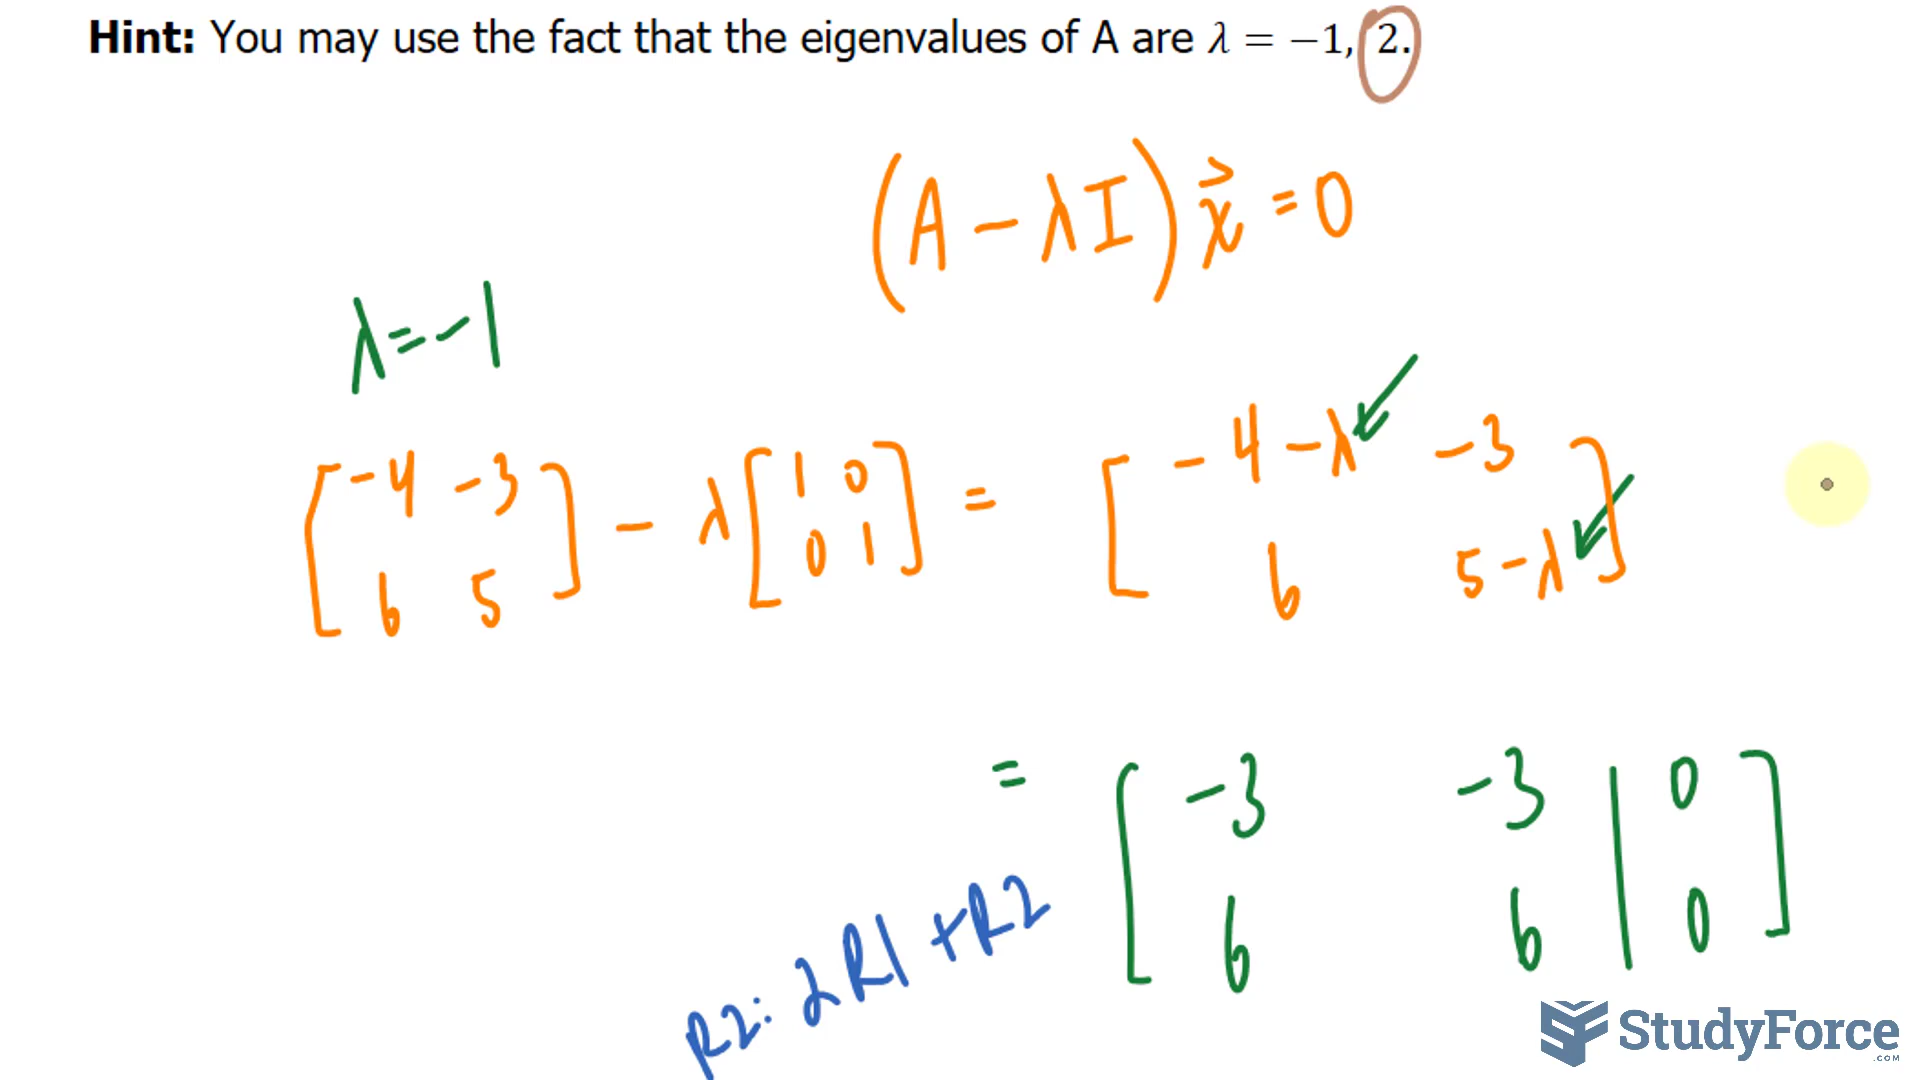 Hint: You may use the fact that the eigenvalues of A are λ = −1, 2.
(A − λI) x⃗ = 0
λ = −1
[ −4 −3 ] − λ [ 1 0 ] = [ −4 − λ −3 ]
[ 6 5 ] [ 0 1 ] [ 6 5 − λ ]
= [ −3 −3 | 0 ]
[ 6 6 | 0 ]
R2: 2R1 + R2
StudyForce
.COM